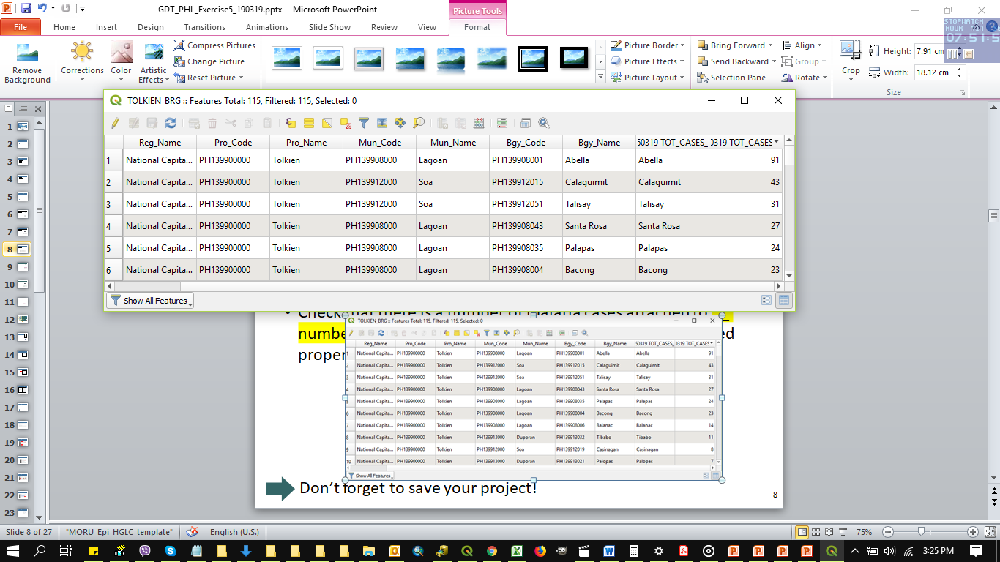 GDT_PHL_Exercise5_190319.pptx - Microsoft PowerPoint
Picture Tools
STOPWATCH
HOUR MIN
07:51:5
File Home Insert Design Transitions Animations Slide Show Review View Format
Remove Background
Corrections
Color
Artistic Effects
Compress Pictures
Change Picture
Reset Picture
Picture Border
Picture Effects
Picture Layout
Bring Forward
Send Backward
Selection Pane
Align
Group
Rotate
Crop
Height: 7.91 cm
Width: 18.12 cm
Size
TOLKIEN_BRG :: Features Total: 115, Filtered: 115, Selected: 0
Reg_Name Pro_Code Pro_Name Mun_Code Mun_Name Bgy_Code Bgy_Name 50319 TOT_CASES_ 0319 TOT_CASES
1 National Capita... PH139900000 Tolkien PH139908000 Lagoan PH139908001 Abella Abella 91
2 National Capita... PH139900000 Tolkien PH139912000 Soa PH139912015 Calaguimit Calaguimit 43
3 National Capita... PH139900000 Tolkien PH139912000 Soa PH139912051 Talisay Talisay 31
4 National Capita... PH139900000 Tolkien PH139908000 Lagoan PH139908043 Santa Rosa Santa Rosa 27
5 National Capita... PH139900000 Tolkien PH139908000 Lagoan PH139908035 Palapas Palapas 24
6 National Capita... PH139900000 Tolkien PH139908000 Lagoan PH139908004 Bacong Bacong 23
Show All Features
1
2
3
4
5
6
7
8
9
10
11
12
13
14
15
16
17
18
19
20
21
22
23
• Check that there is a number of malaria cases attached to
numbe ed
proper
TOLKIEN_BRG :: Features Total: 115, Filtered: 115, Selected: 0
Reg_Name Pro_Code Pro_Name Mun_Code Mun_Name Bgy_Code Bgy_Name 50319 TOT_CASES_ 0319 TOT_CASES
1 National Capita... PH139900000 Tolkien PH139908000 Lagoan PH139908001 Abella Abella 91
2 National Capita... PH139900000 Tolkien PH139912000 Soa PH139912015 Calaguimit Calaguimit 43
3 National Capita... PH139900000 Tolkien PH139912000 Soa PH139912051 Talisay Talisay 31
4 National Capita... PH139900000 Tolkien PH139908000 Lagoan PH139908043 Santa Rosa Santa Rosa 27
5 National Capita... PH139900000 Tolkien PH139908000 Lagoan PH139908035 Palapas Palapas 24
6 National Capita... PH139900000 Tolkien PH139908000 Lagoan PH139908004 Bacong Bacong 23
7 National Capita... PH139900000 Tolkien PH139908000 Lagoan PH139908006 Balanac Balanac 14
8 National Capita... PH139900000 Tolkien PH139913000 Duporan PH139913032 Tibabo Tibabo 11
9 National Capita... PH139900000 Tolkien PH139912000 Soa PH139912019 Casinagan Casinagan 8
10 National Capita... PH139900000 Tolkien PH139913000 Duporan PH139913021 Palopas Palopas 7
Show All Features
Don't forget to save your project!
8
Slide 8 of 27 "MORU_Epi_HGLC_template" English (U.S.) 75%
3:25 PM